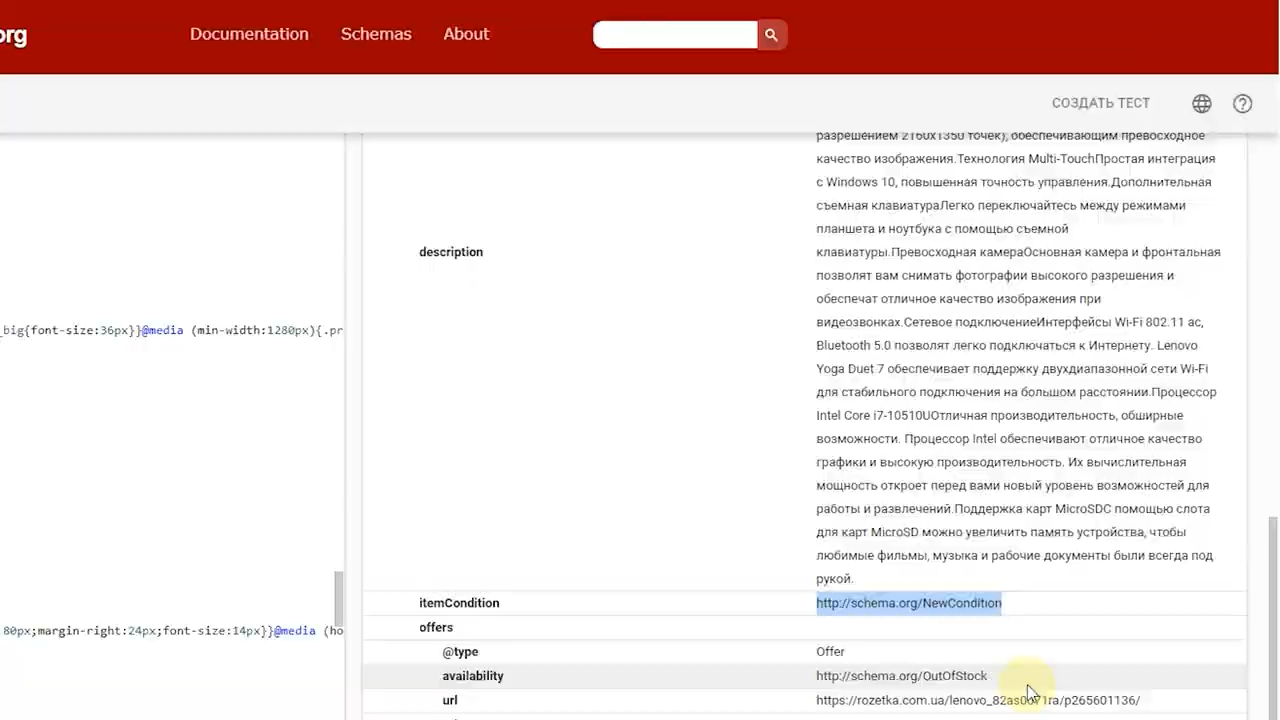 org
Documentation
Schemas
About
СОЗДАТЬ ТЕСТ
разрешением 2160x1350 точек), обеспечивающим превосходное
качество изображения.Технология Multi-TouchПростая интеграция
с Windows 10, повышенная точность управления.Дополнительная
съемная клавиатураЛегко переключайтесь между режимами
планшета и ноутбука с помощью съемной
description
клавиатуры.Превосходная камераОсновная камера и фронтальная
позволят вам снимать фотографии высокого разрешения и
обеспечат отличное качество изображения при
видеозвонках.Сетевое подключениеИнтерфейсы Wi-Fi 802.11 ac,
_big{font-size:36px}}@media (min-width:1280px){.pr
Bluetooth 5.0 позволят легко подключаться к Интернету. Lenovo
Yoga Duet 7 обеспечивает поддержку двухдиапазонной сети Wi-Fi
для стабильного подключения на большом расстоянии.Процессор
Intel Core i7-10510UОтличная производительность, обширные
возможности. Процессор Intel обеспечивают отличное качество
графики и высокую производительность. Их вычислительная
мощность откроет перед вами новый уровень возможностей для
работы и развлечений.Поддержка карт MicroSDС помощью слота
для карт MicroSD можно увеличить память устройства, чтобы
любимые фильмы, музыка и рабочие документы были всегда под
рукой.
itemCondition
http://schema.org/NewCondition
offers
80px;margin-right:24px;font-size:14px}}@media (ho
@type
Offer
availability
http://schema.org/OutOfStock
url
https://rozetka.com.ua/lenovo_82as0071ra/p265601136/